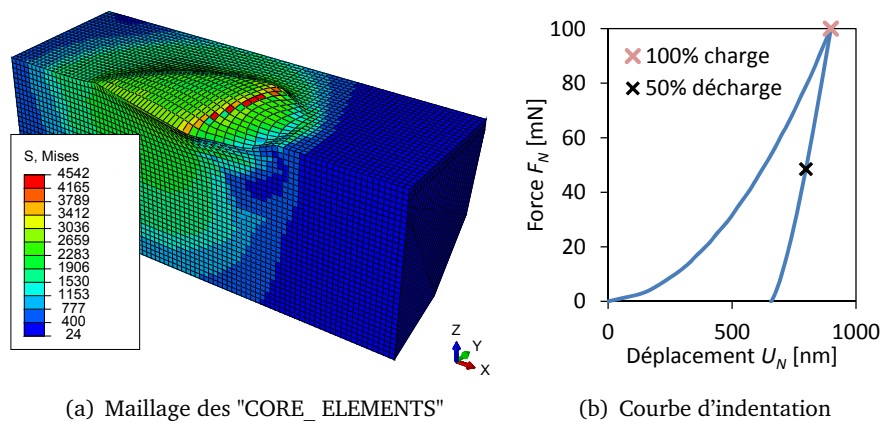 S, Mises
4542
4165
3789
3412
3036
2659
2283
1906
1530
1153
777
400
24
Z
Y
X
(a) Maillage des "CORE_ ELEMENTS"
Force F_N [mN]
100
80
60
40
20
0
100% charge
50% décharge
0
500
1000
Déplacement U_N [nm]
(b) Courbe d'indentation